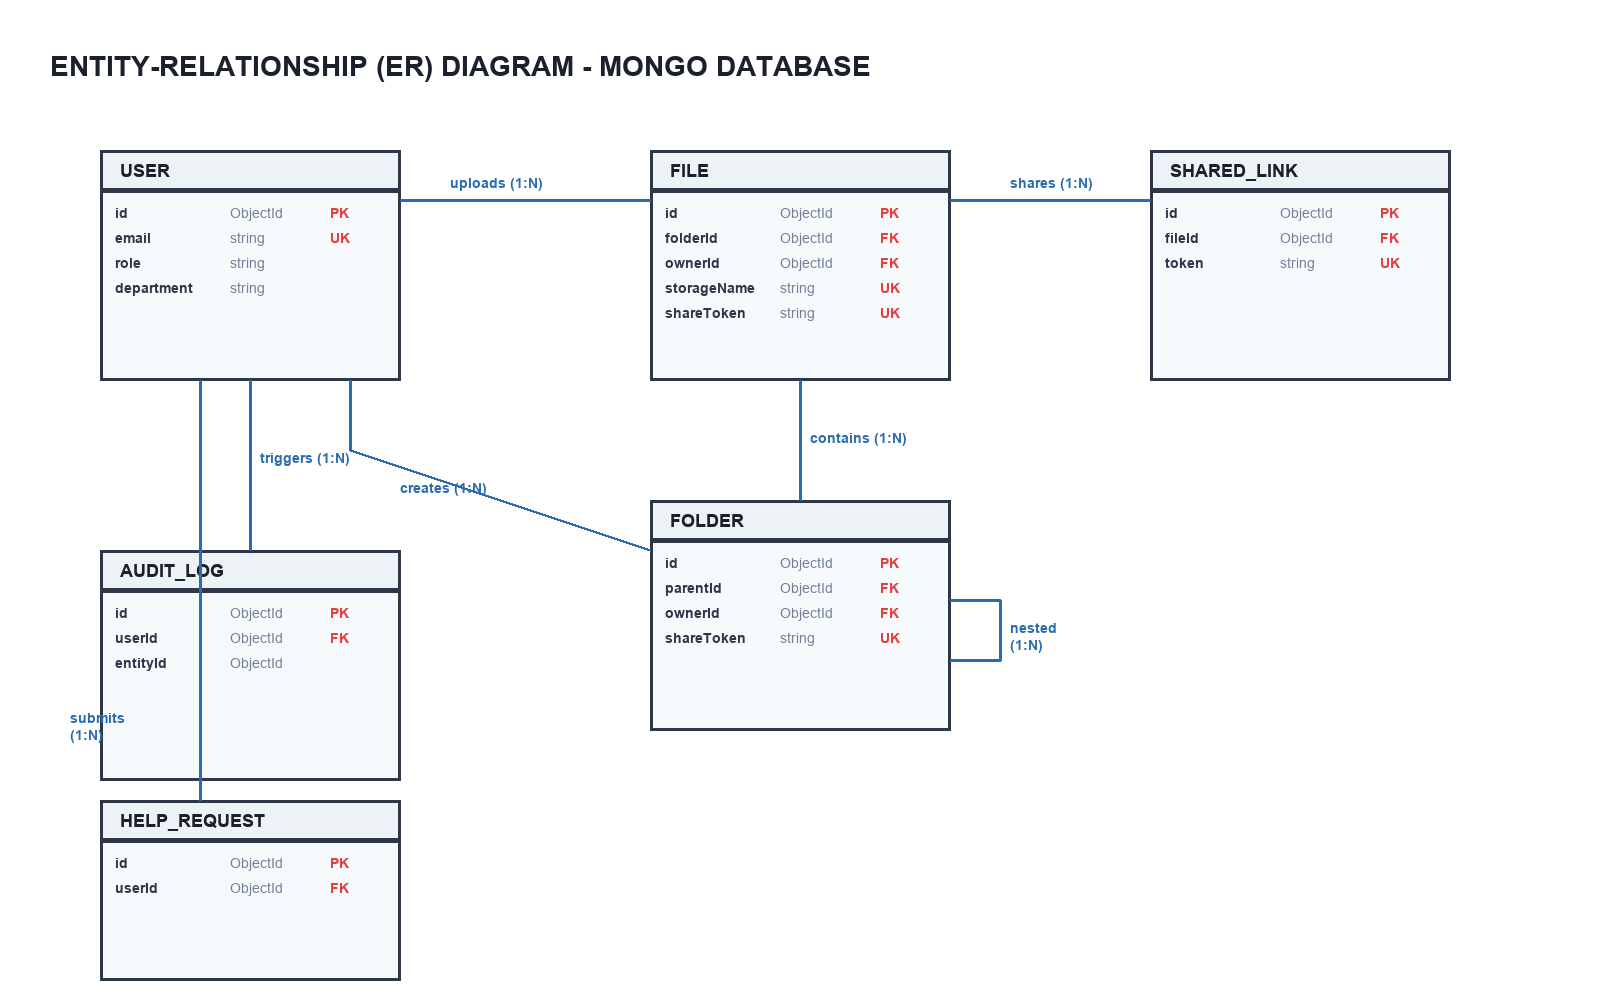 ENTITY-RELATIONSHIP (ER) DIAGRAM - MONGO DATABASE
USER
id ObjectId PK
email string UK
role string
department string
uploads (1:N)
FILE
id ObjectId PK
folderId ObjectId FK
ownerId ObjectId FK
storageName string UK
shareToken string UK
shares (1:N)
SHARED_LINK
id ObjectId PK
fileId ObjectId FK
token string UK
triggers (1:N)
creates (1:N)
contains (1:N)
FOLDER
id ObjectId PK
parentId ObjectId FK
ownerId ObjectId FK
shareToken string UK
nested
(1:N)
AUDIT_LOG
id ObjectId PK
userId ObjectId FK
entityId ObjectId
submits
(1:N)
HELP_REQUEST
id ObjectId PK
userId ObjectId FK